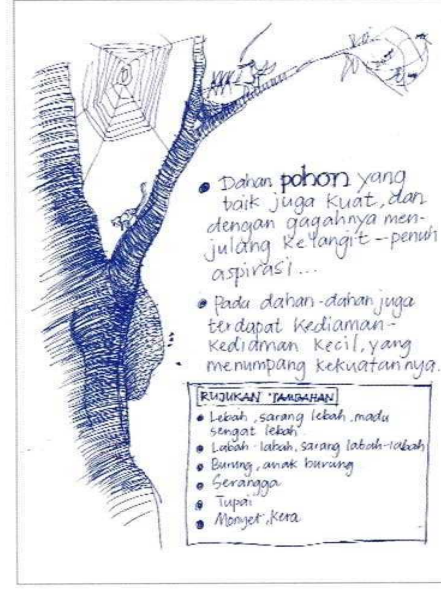 • Dahan pohon yang
baik juga kuat, dan
dengan gagahnya men-
julang kelangit - penuh
aspirasi...
• Pada dahan-dahan juga
terdapat kediaman-
kediaman kecil, yang
menumpang kekuatannya.
RUJUKAN TAMBAHAN
• Lebah, sarang lebah, madu
sengat lebah
• Labah-labah, sarang labah-labah
• Burung, anak burung
• Serangga
• Tupai
• Monyet, Kera